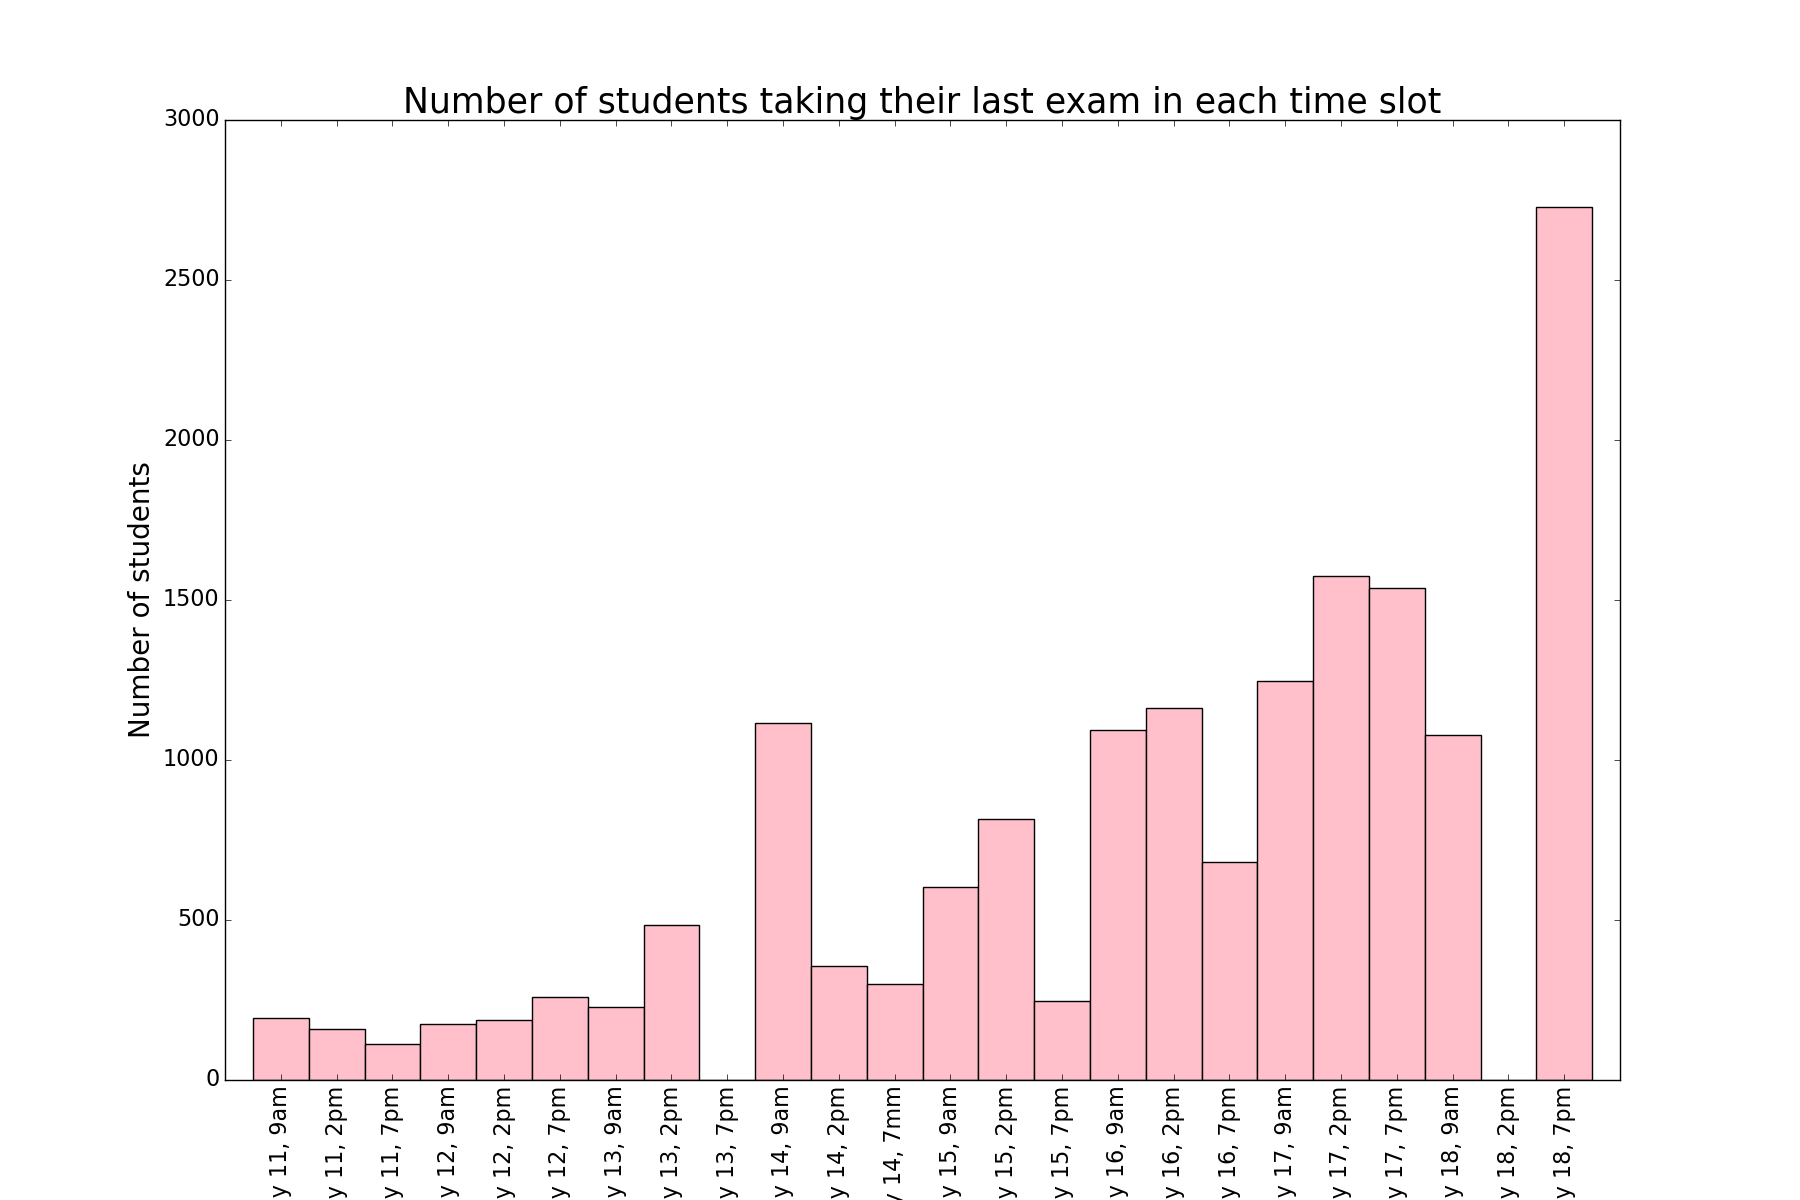 Number of students taking their last exam in each time slot
Number of students
3000
2500
2000
1500
1000
500
0
y 11, 9am
y 11, 2pm
y 11, 7pm
y 12, 9am
y 12, 2pm
y 12, 7pm
y 13, 9am
y 13, 2pm
y 13, 7pm
y 14, 9am
y 14, 2pm
y 14, 7mm
y 15, 9am
y 15, 2pm
y 15, 7pm
y 16, 9am
y 16, 2pm
y 16, 7pm
y 17, 9am
y 17, 2pm
y 17, 7pm
y 18, 9am
y 18, 2pm
y 18, 7pm